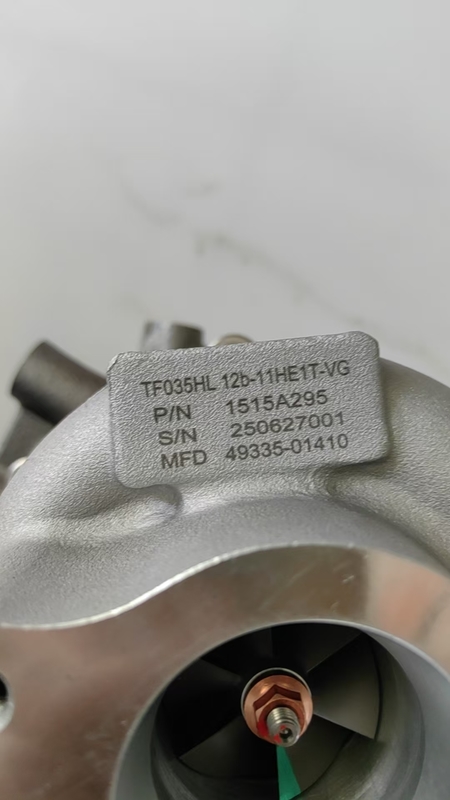 TF035HL 12b-11HE1T-VG
P/N 1515A295
S/N 250627001
MFD 49335-01410